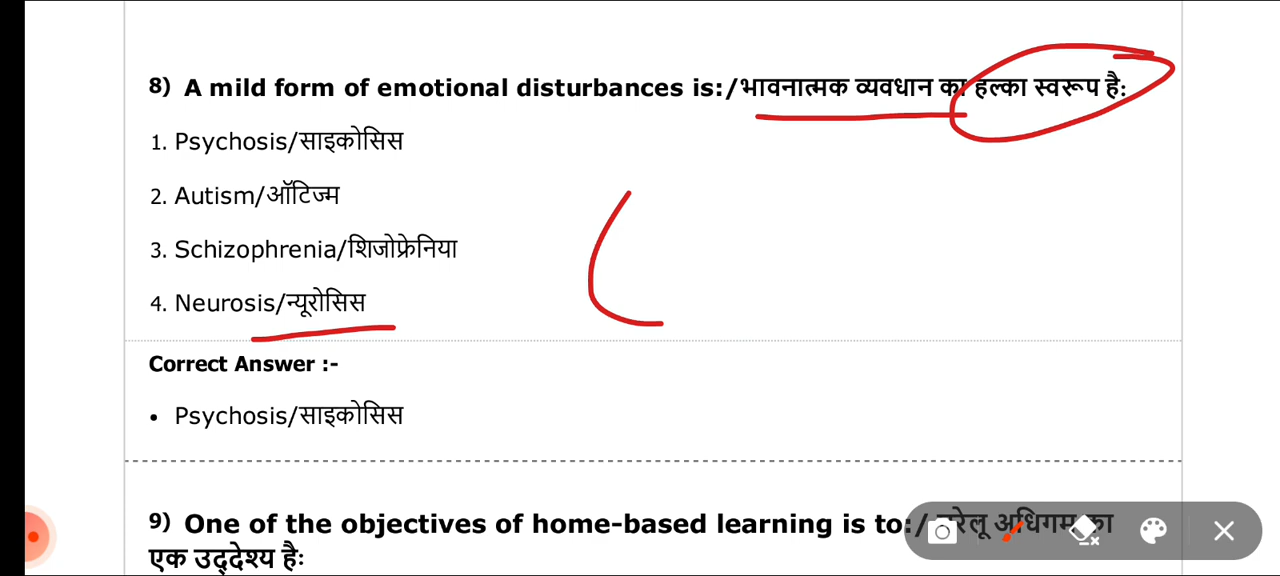 8) A mild form of emotional disturbances is:/भावनात्मक व्यवधान का हल्का स्वरूप है:
1. Psychosis/साइकोसिस
2. Autism/ऑटिज्म
3. Schizophrenia/शिजोफ्रेनिया
4. Neurosis/न्यूरोसिस
Correct Answer :-
• Psychosis/साइकोसिस
9) One of the objectives of home-based learning is to:/ अधिगम का
एक उद्देश्य है: